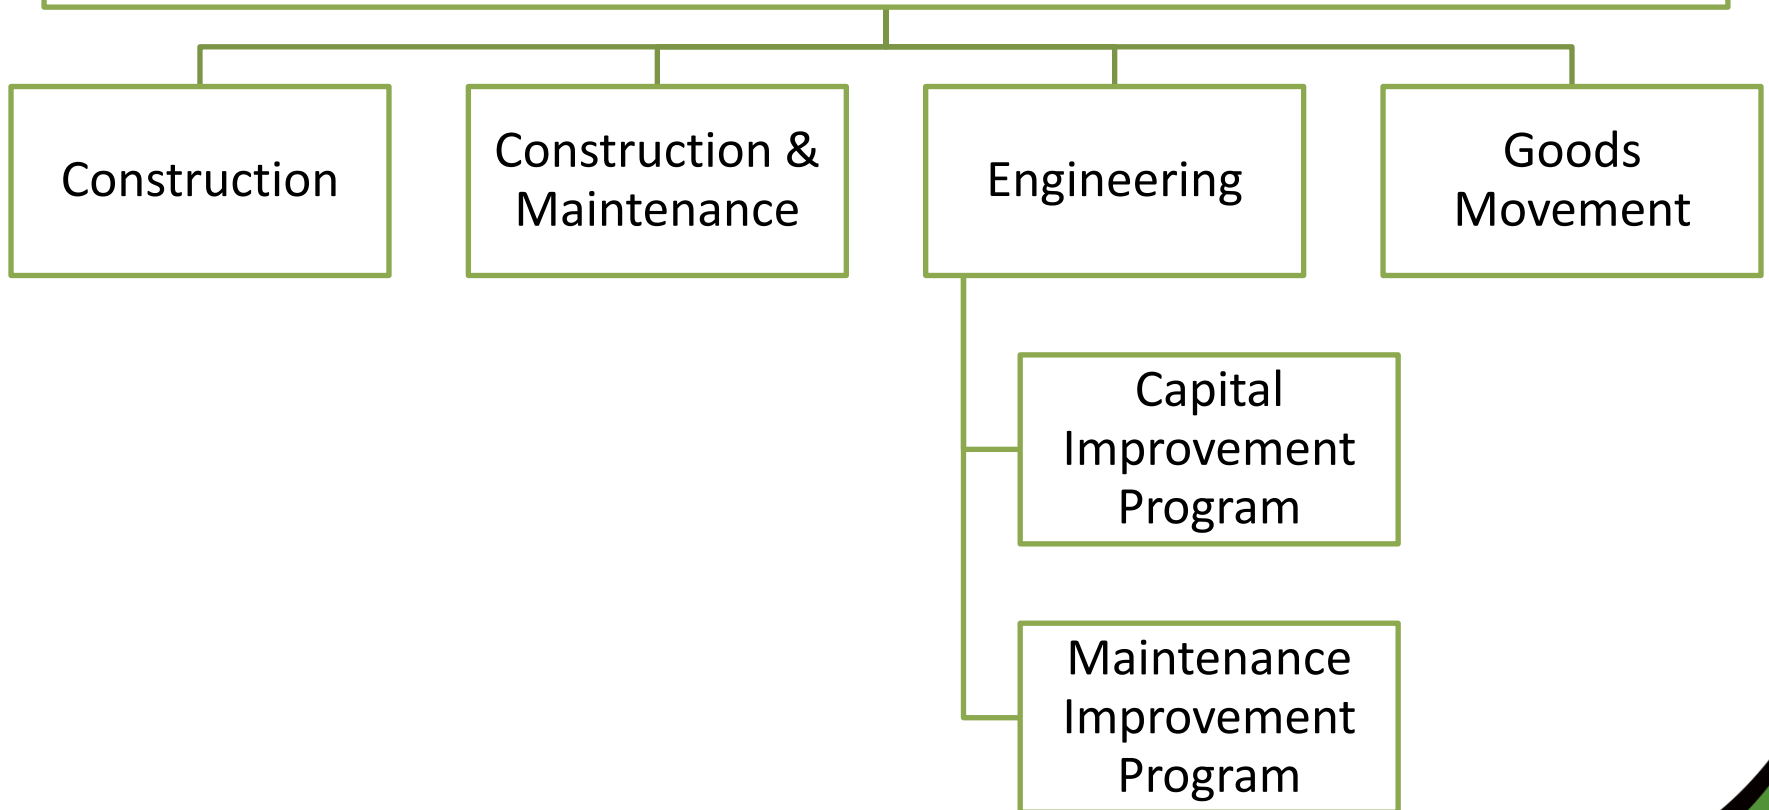 Construction
Construction &
Maintenance
Engineering
Goods
Movement
Capital
Improvement
Program
Maintenance
Improvement
Program